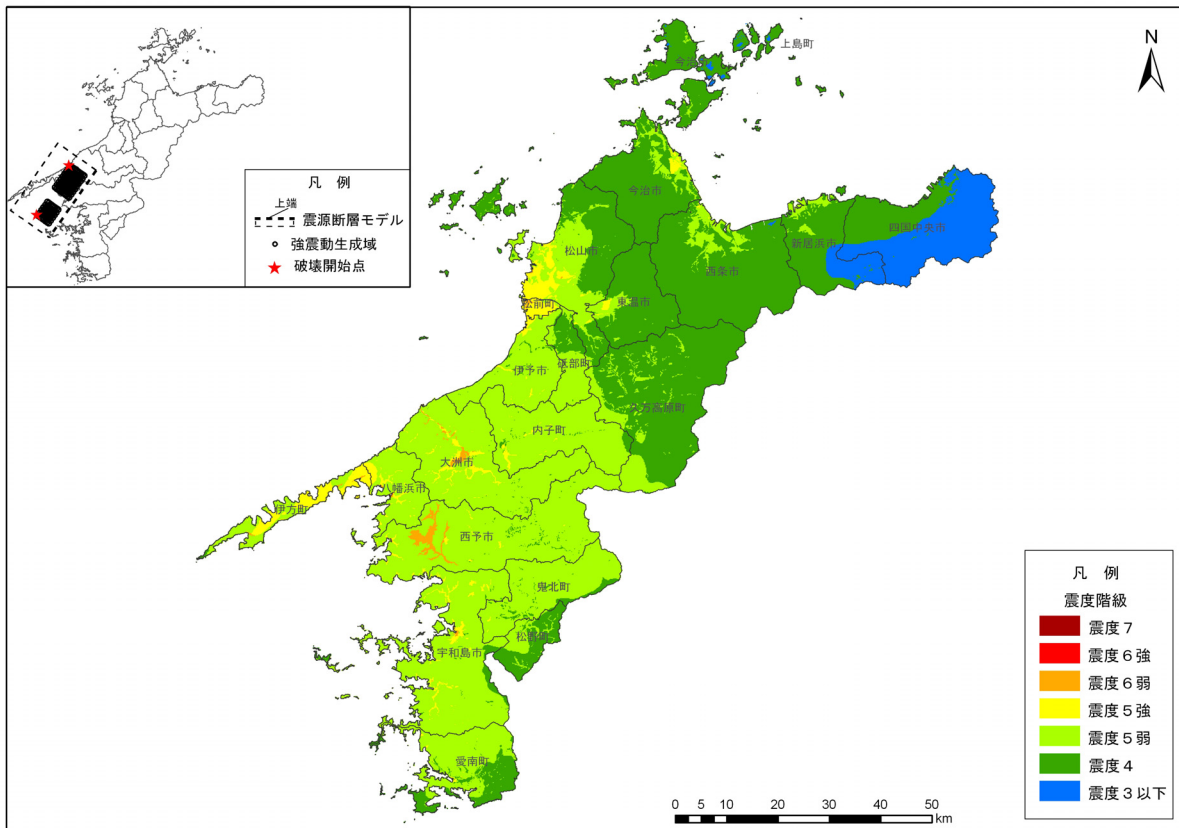 凡 例
上端
震源断層モデル
強震動生成域
破壊開始点
N
上島町
今治市
四国中央市
新居浜市
松山市
西条市
東温市
松前町
砥部町
伊予市
久万高原町
内子町
大洲市
八幡浜市
伊方町
西予市
鬼北町
松野町
宇和島市
愛南町
凡 例
震度階級
震度7
震度6強
震度6弱
震度5強
震度5弱
震度4
震度3以下
0 5 10 20 30 40 50
km